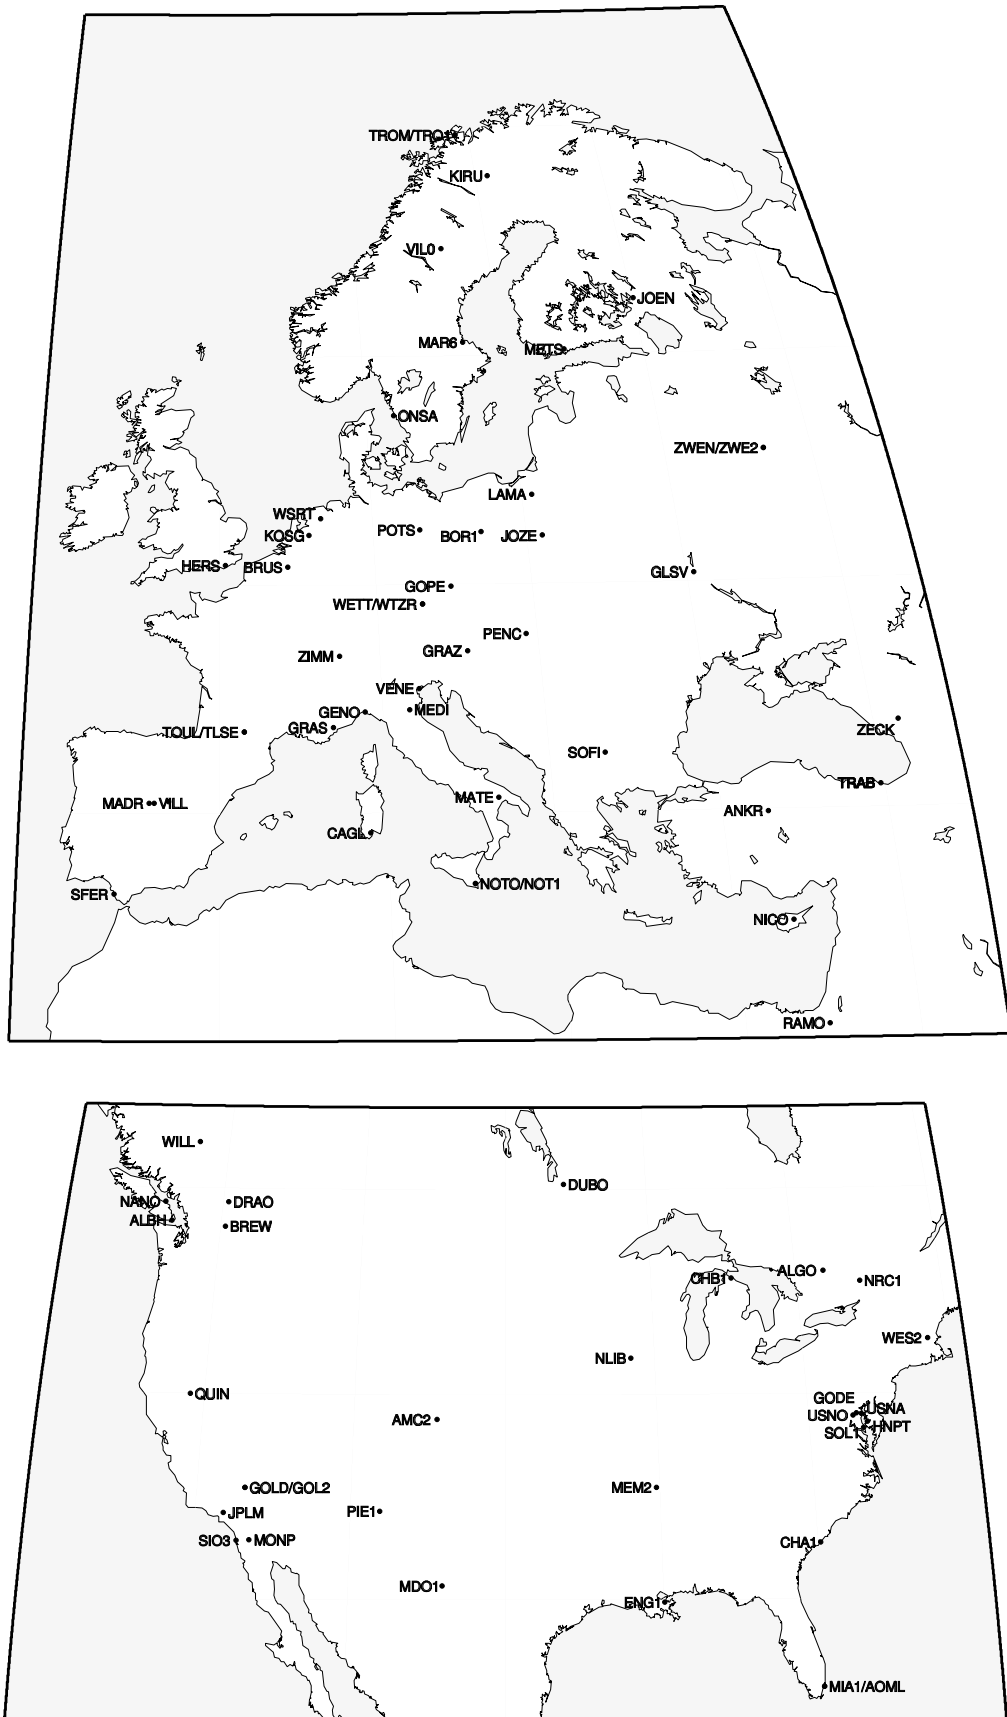 TROM/TRO1
KIRU
VIL0
JOEN
MAR6
METS
ONSA
ZWEN/ZWE2
LAMA
WSRT
POTS
BOR1
JOZE
KOSG
HERS
BRUS
GLSV
GOPE
WETT/WTZR
PENC
GRAZ
ZIMM
VENE
MEDI
GENO
GRAS
TOUL/TLSE
ZECK
SOFI
TRAB
MATE
MADR
VILL
ANKR
CAGL
NOTO/NOT1
SFER
NICO
RAMO
WILL
DUBO
NANO
DRAO
ALBH
BREW
ALGO
CHB1
NRC1
WES2
NLIB
QUIN
GODE
USNA
USNO
AMC2
HNPT
SOL1
GOLD/GOL2
MEM2
JPLM
PIE1
SIO3
MONP
CHA1
MDO1
ENG1
MIA1/AOML